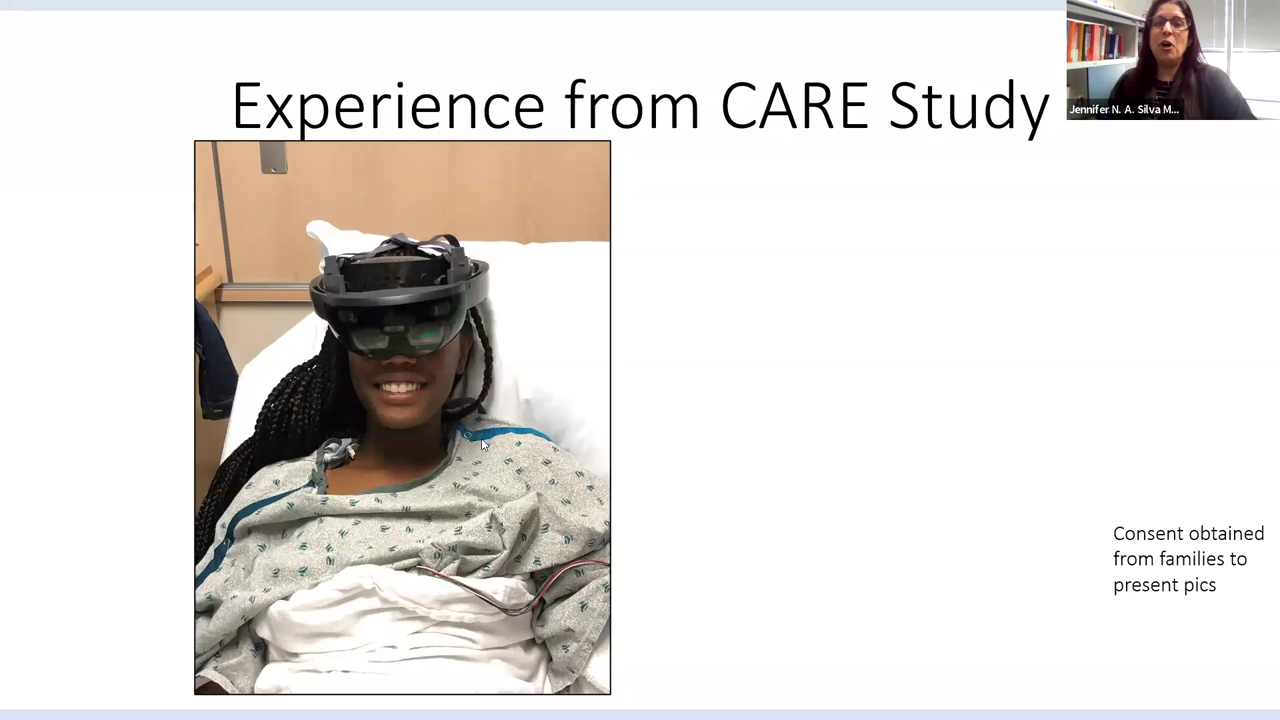 Experience from CARE Study
Jennifer N. A. Silva M...
Consent obtained
from families to
present pics